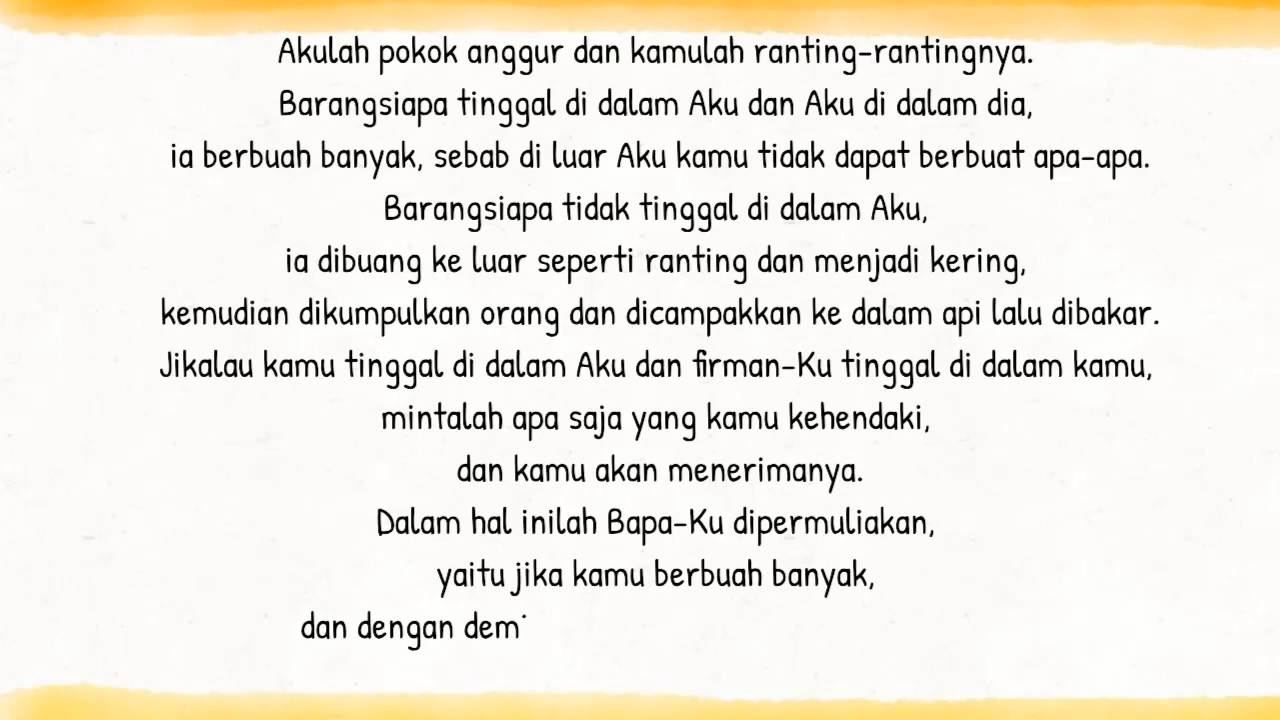 Akulah pokok anggur dan kamulah ranting-rantingnya.
Barangsiapa tinggal di dalam Aku dan Aku di dalam dia,
ia berbuah banyak, sebab di luar Aku kamu tidak dapat berbuat apa-apa.
Barangsiapa tidak tinggal di dalam Aku,
ia dibuang ke luar seperti ranting dan menjadi kering,
kemudian dikumpulkan orang dan dicampakkan ke dalam api lalu dibakar.
Jikalau kamu tinggal di dalam Aku dan firman-Ku tinggal di dalam kamu,
mintalah apa saja yang kamu kehendaki,
dan kamu akan menerimanya.
Dalam hal inilah Bapa-Ku dipermuliakan,
yaitu jika kamu berbuah banyak,
dan dengan dem